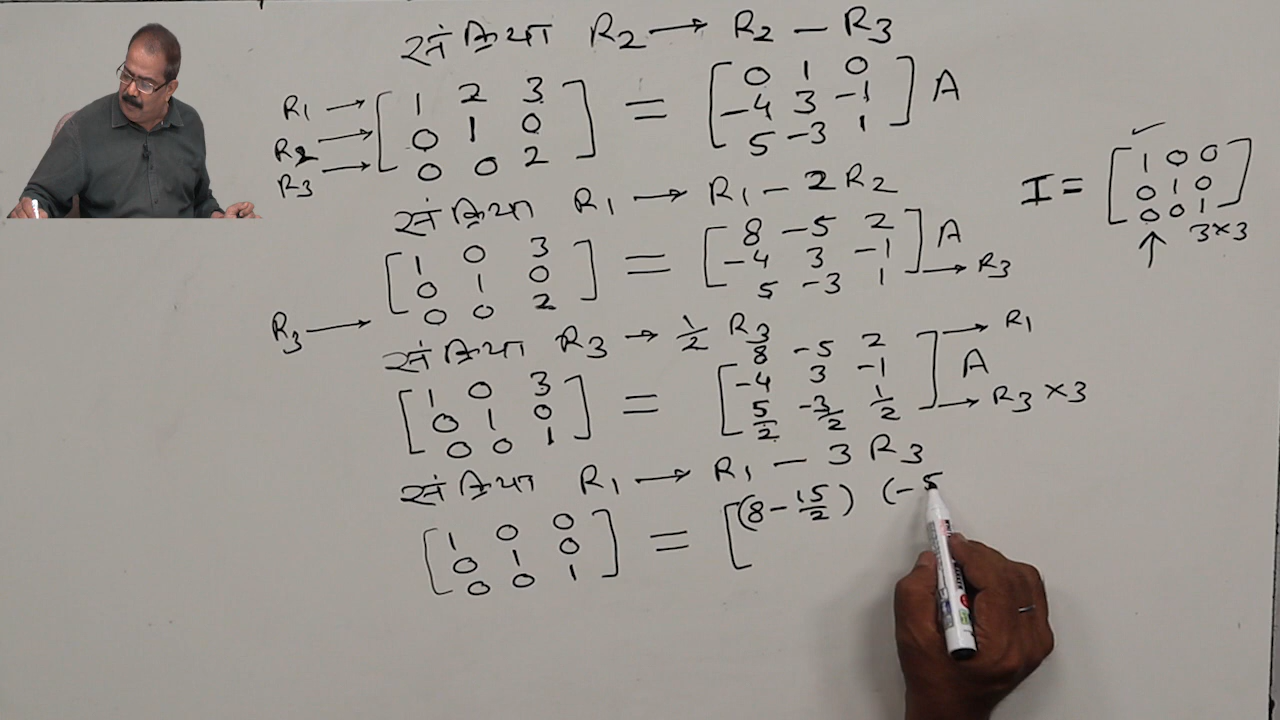 संक्रिया R2 → R2 - R3
R1 → [ 1 2 3 ] = [ 0 1 0 ] A
R2 → [ 0 1 0 ] [ -4 3 -1 ]
R3 → [ 0 0 2 ] [ 5 -3 1 ]
संक्रिया R1 → R1 - 2R2
[ 1 0 3 ] = [ 8 -5 2 ] A
[ 0 1 0 ] [ -4 3 -1 ]
R3 → [ 0 0 2 ] [ 5 -3 1 ] → R3
संक्रिया R3 → 1/2 R3
[ 1 0 3 ] = [ 8 -5 2 ] A → R1
[ 0 1 0 ] [ -4 3 -1 ]
[ 0 0 1 ] [ 5/2 -3/2 1/2 ] → R3 × 3
संक्रिया R1 → R1 - 3 R3
[ 1 0 0 ] = [ (8 - 15/2) (-5
[ 0 1 0 ]
[ 0 0 1 ]
✓
I = [ 1 0 0 ]
[ 0 1 0 ]
[ 0 0 1 ] 3×3
↑